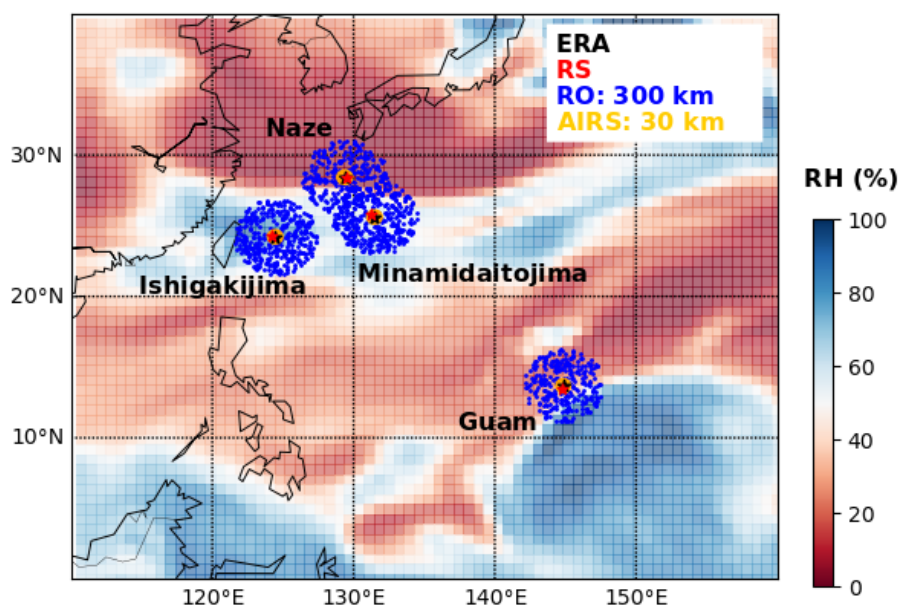 ERA
RS
RO: 300 km
AIRS: 30 km
Naze
30°N
RH (%)
100
Minamidaitojima
Ishigakijima
20°N
80
60
Guam
10°N
40
20
0
120°E
130°E
140°E
150°E